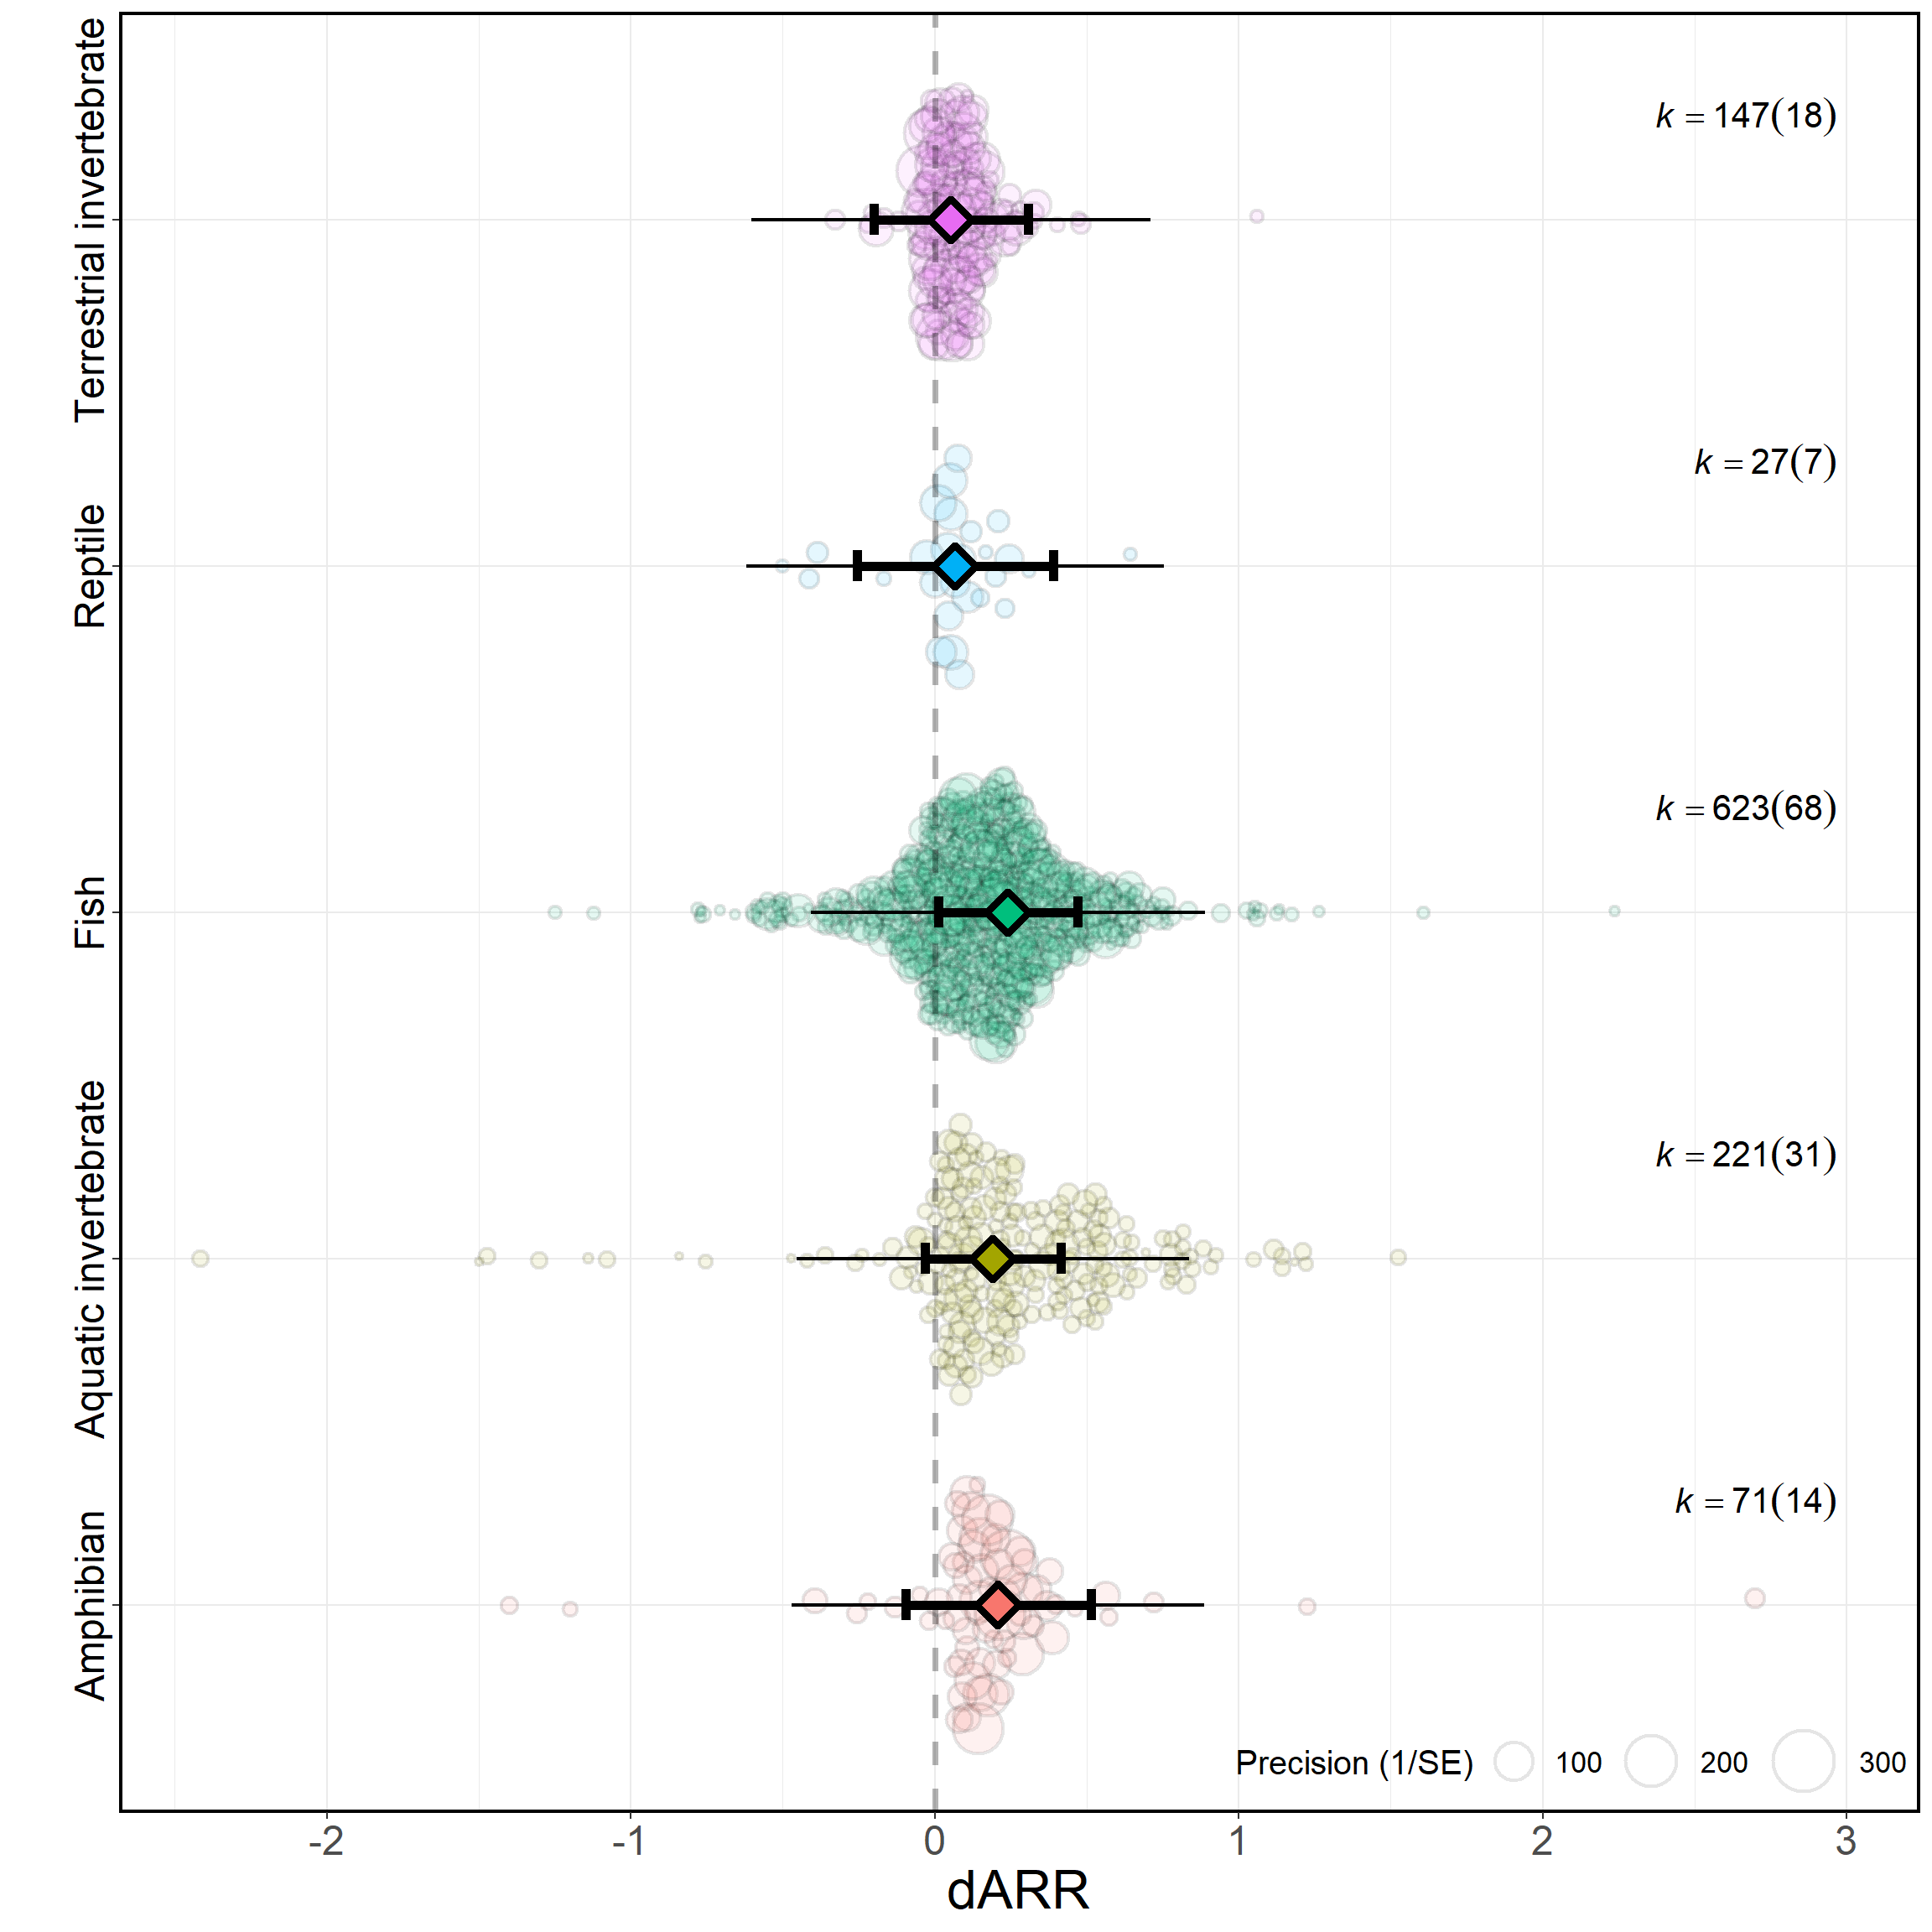 Terrestrial invertebrate
k = 147(18)
Reptile
k = 27(7)
Fish
k = 623(68)
Aquatic invertebrate
k = 221(31)
Amphibian
k = 71(14)
Precision (1/SE) 100 200 300
-2 -1 0 1 2 3
dARR